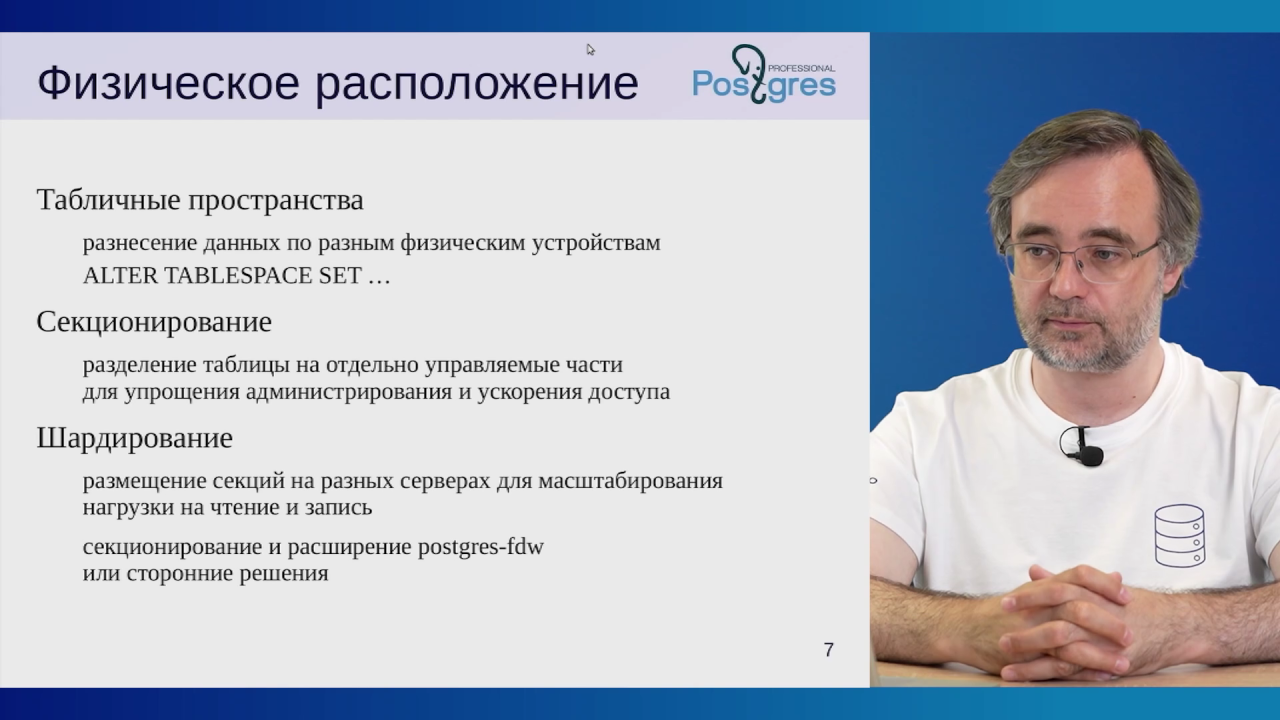 Физическое расположение
PROFESSIONAL
Postgres
Табличные пространства
разнесение данных по разным физическим устройствам
ALTER TABLESPACE SET …
Секционирование
разделение таблицы на отдельно управляемые части
для упрощения администрирования и ускорения доступа
Шардирование
размещение секций на разных серверах для масштабирования
нагрузки на чтение и запись
секционирование и расширение postgres-fdw
или сторонние решения
7